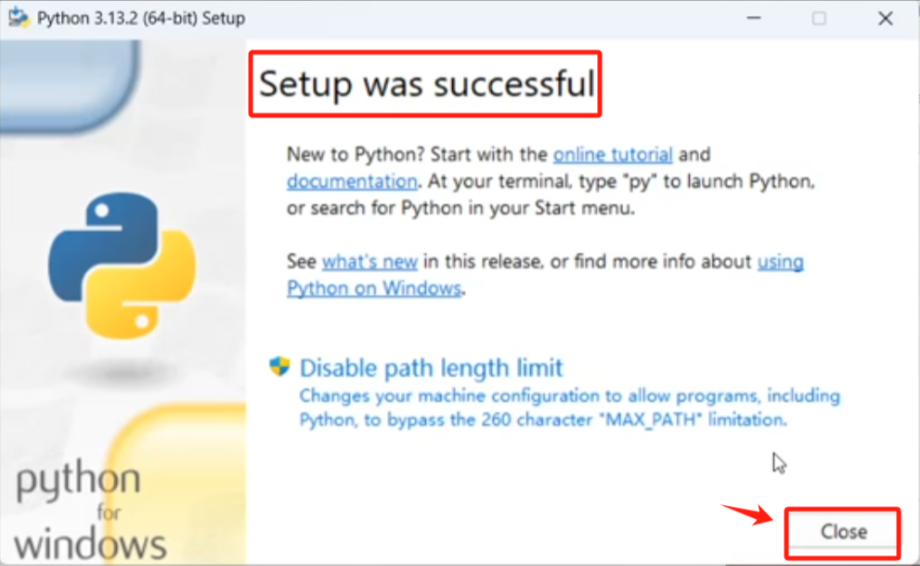 Python 3.13.2 (64-bit) Setup
Setup was successful
New to Python? Start with the online tutorial and
documentation. At your terminal, type "py" to launch Python,
or search for Python in your Start menu.
See what's new in this release, or find more info about using
Python on Windows.
Disable path length limit
Changes your machine configuration to allow programs, including
Python, to bypass the 260 character "MAX_PATH" limitation.
python
for
windows
Close